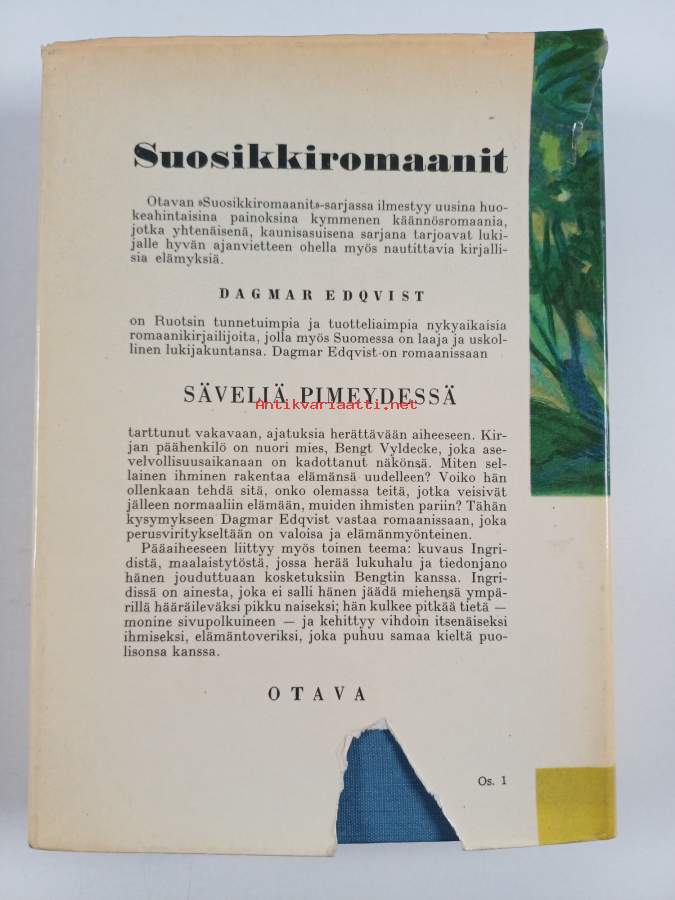 Suosikkiromaanit
Otavan »Suosikkiromaanit»-sarjassa ilmestyy uusina huo-
keahintaisina painoksina kymmenen käännösromaania,
jotka yhtenäisenä, kaunisasuisena sarjana tarjoavat luki-
jalle hyvän ajanvietteen ohella myös nautittavia kirjalli-
sia elämyksiä.
DAGMAR EDQVIST
on Ruotsin tunnetuimpia ja tuotteliaimpia nykyaikaisia
romaanikirjailijoita, jolla myös Suomessa on laaja ja uskol-
linen lukijakuntansa. Dagmar Edqvist on romaanissaan
SÄVELIÄ PIMEYDESSÄ
Antikvariaatti.net
tarttunut vakavaan, ajatuksia herättävään aiheeseen. Kir-
jan päähenkilö on nuori mies, Bengt Vyldecke, joka ase-
velvollisuusaikanaan on kadottanut näkönsä. Miten sel-
lainen ihminen rakentaa elämänsä uudelleen? Voiko hän
ollenkaan tehdä sitä, onko olemassa teitä, jotka veisivät
jälleen normaaliin elämään, muiden ihmisten pariin? Tähän
kysymykseen Dagmar Edqvist vastaa romaanissaan, joka
perusviritykseltään on valoisa ja elämänmyönteinen.
Pääaiheeseen liittyy myös toinen teema: kuvaus Ingri-
distä, maalaistytöstä, jossa herää lukuhalu ja tiedonjano
hänen jouduttuaan kosketuksiin Bengtin kanssa. Ingri-
dissä on ainesta, joka ei salli hänen jäädä miehensä ympä-
rillä hääräileväksi pikku naiseksi; hän kulkee pitkää tietä —
monine sivupolkuineen — ja kehittyy vihdoin itsenäiseksi
ihmiseksi, elämäntoveriksi, joka puhuu samaa kieltä puo-
lisonsa kanssa.
OTAVA
Os. 1